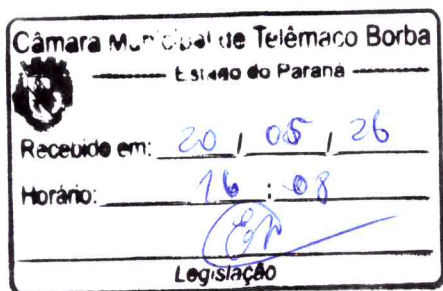 Câmara Municipal de Telêmaco Borba
Estado do Paraná
Recebido em: 20 / 05 / 26
Horário: 16 : 08
Legislação